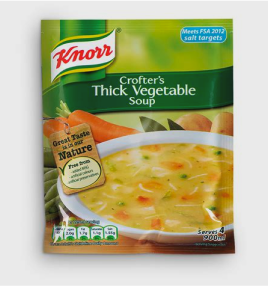 Knorr
Meets FSA 2012
salt targets
Crofter's
Thick Vegetable
Soup
Great Taste
is in our
Nature
Free from
Serves 4
900ml